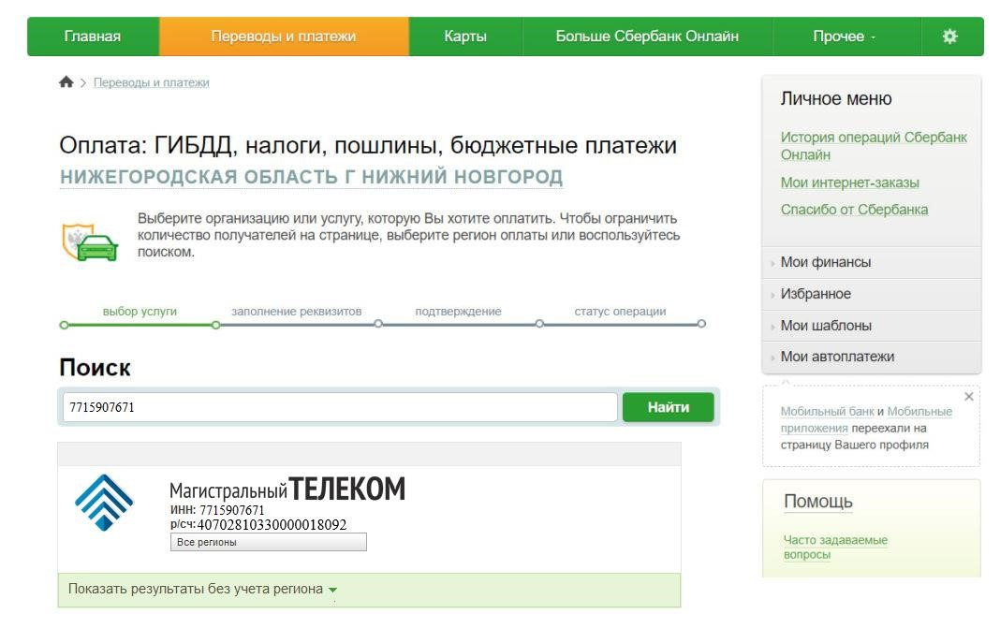 Главная
Переводы и платежи
Карты
Больше Сбербанк Онлайн
Прочее
Переводы и платежи
Оплата: ГИБДД, налоги, пошлины, бюджетные платежи
НИЖЕГОРОДСКАЯ ОБЛАСТЬ Г НИЖНИЙ НОВГОРОД
Выберите организацию или услугу, которую Вы хотите оплатить. Чтобы ограничить
количество получателей на странице, выберите регион оплаты или воспользуйтесь
поиском.
выбор услуги
заполнение реквизитов
подтверждение
статус операции
Поиск
7715907671
Найти
Магистральный ТЕЛЕКОМ
ИНН: 7715907671
р/сч: 40702810330000018092
Все регионы
Показать результаты без учета региона
Личное меню
История операций Сбербанк
Онлайн
Мои интернет-заказы
Спасибо от Сбербанка
Мои финансы
Избранное
Мои шаблоны
Мои автоплатежи
Мобильный банк и Мобильные
приложения переехали на
страницу Вашего профиля
Помощь
Часто задаваемые
вопросы